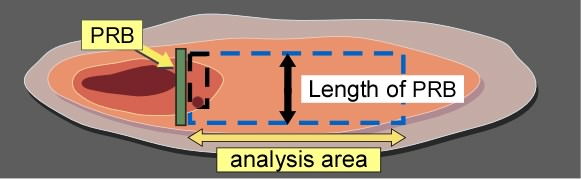 PRB
Length of PRB
analysis area